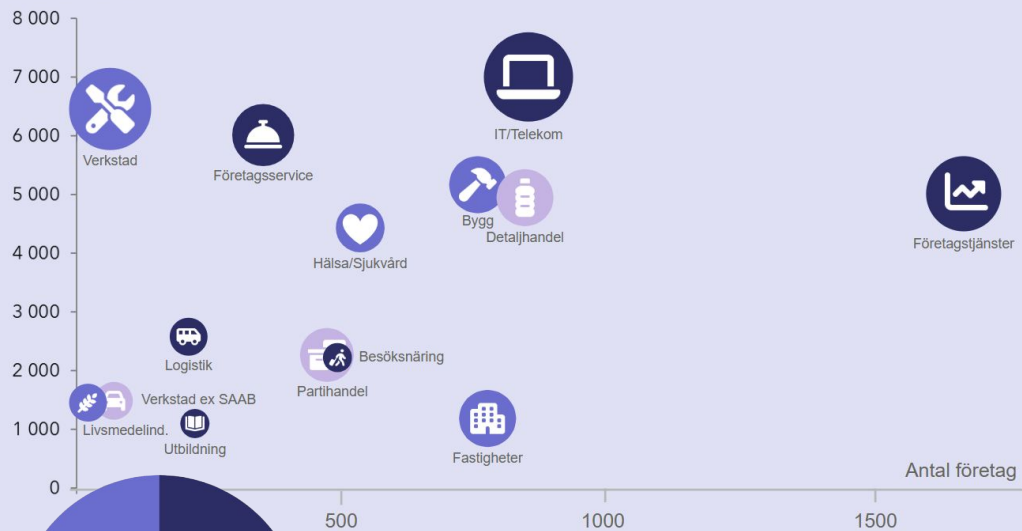 8 000
7 000
6 000
5 000
4 000
3 000
2 000
1 000
0
Verkstad
Företagsservice
IT/Telekom
Bygg
Detaljhandel
Företagstjänster
Hälsa/Sjukvård
Logistik
Besöksnäring
Partihandel
Verkstad ex SAAB
Livsmedelind.
Utbildning
Fastigheter
Antal företag
500
1000
1500